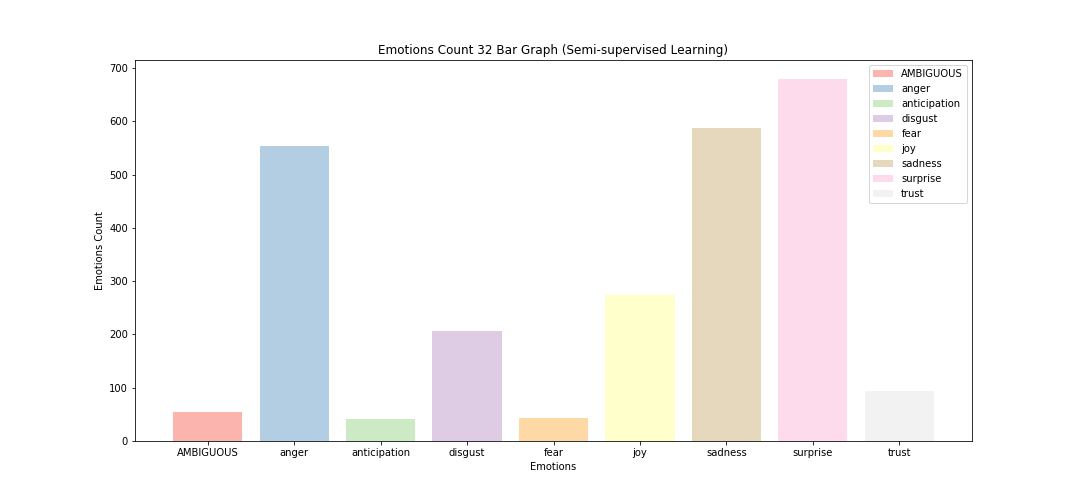 Emotions Count 32 Bar Graph (Semi-supervised Learning)
700
600
500
400
300
200
100
0
Emotions Count
AMBIGUOUS
anger
anticipation
disgust
fear
joy
sadness
surprise
trust
AMBIGUOUS anger anticipation disgust fear joy sadness surprise trust
Emotions